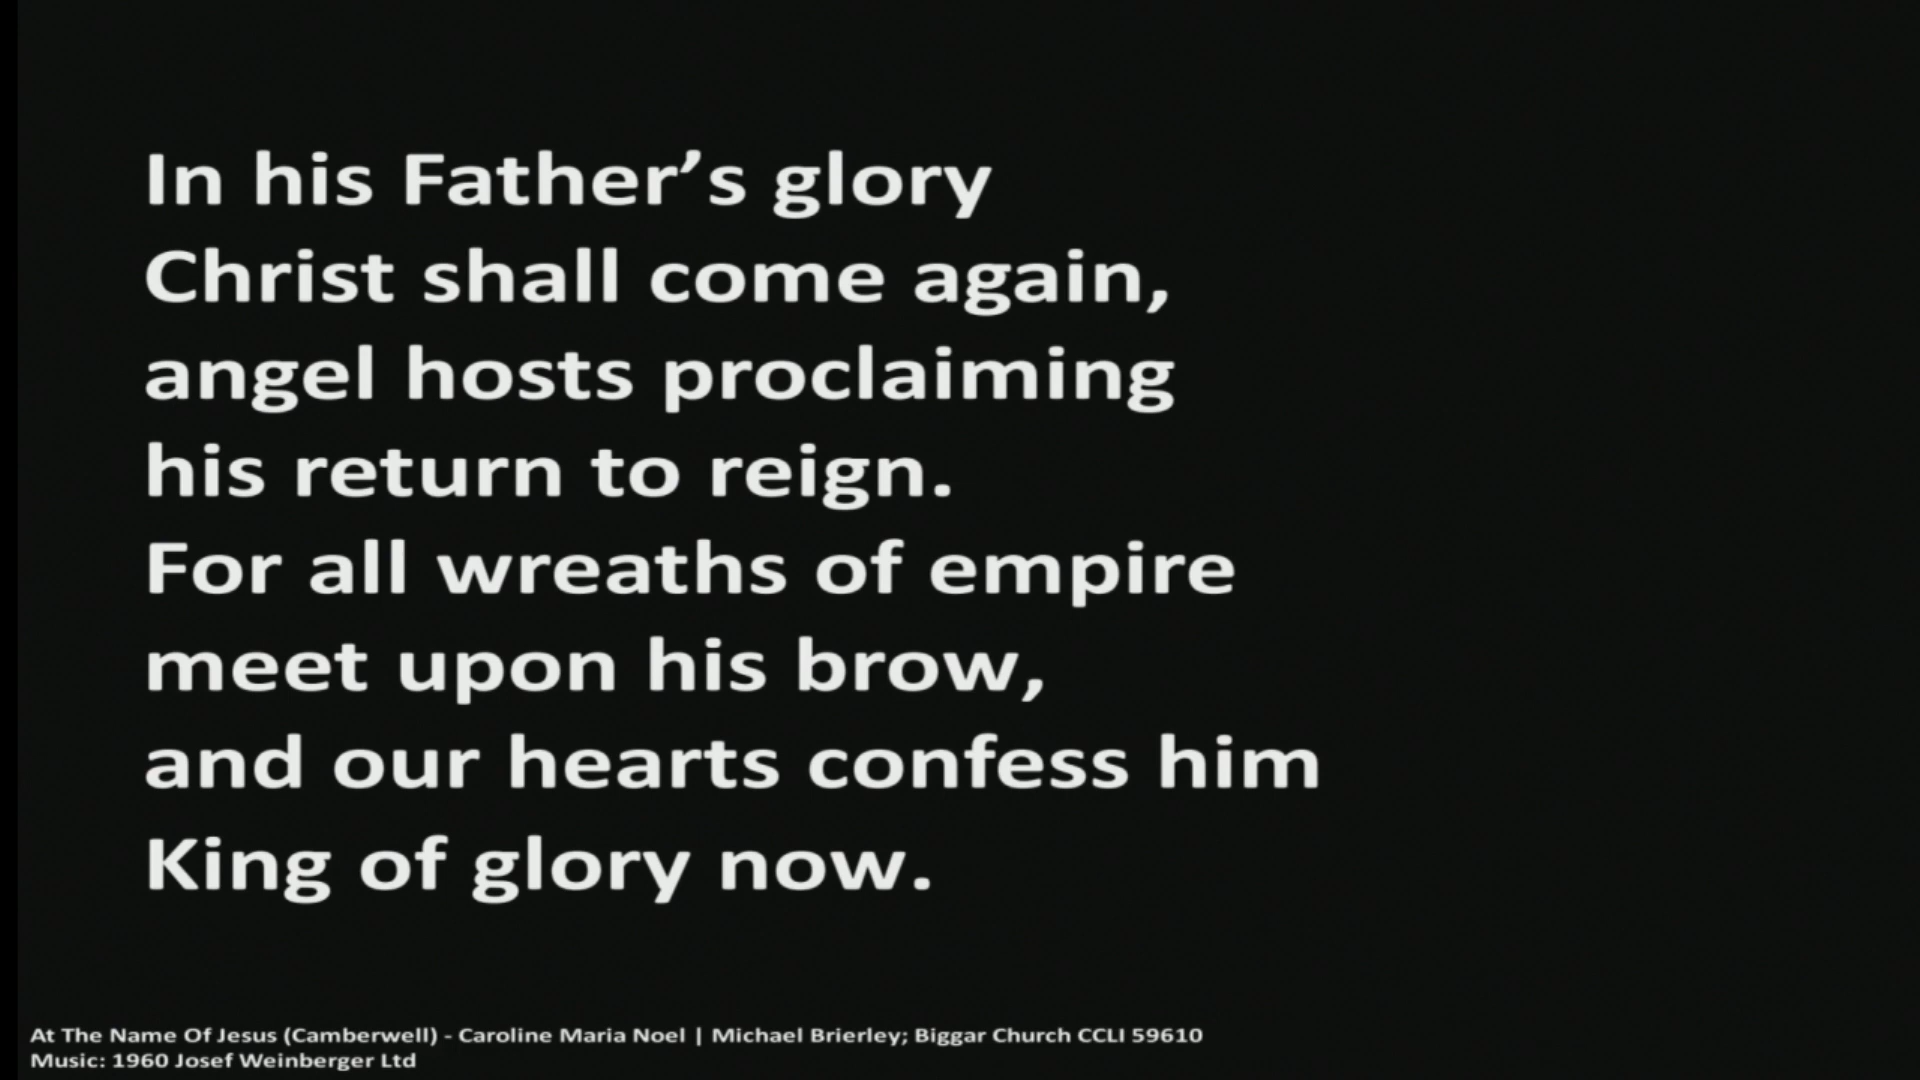 In his Father’s glory
Christ shall come again,
angel hosts proclaiming
his return to reign.
For all wreaths of empire
meet upon his brow,
and our hearts confess him
King of glory now.
At The Name Of Jesus (Camberwell) - Caroline Maria Noel | Michael Brierley; Biggar Church CCLI 59610
Music: 1960 Josef Weinberger Ltd